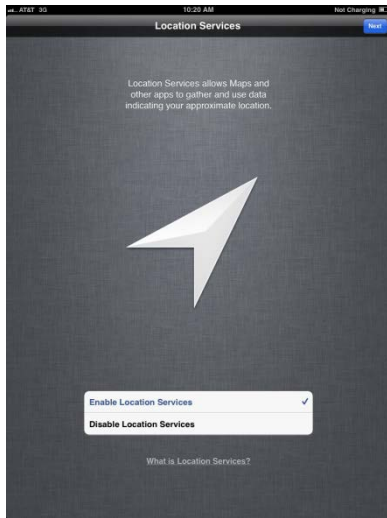 AT&T 3G 10:20 AM Not Charging
Location Services Next
Location Services allows Maps and
other apps to gather and use data
indicating your approximate location.
Enable Location Services
Disable Location Services
What is Location Services?